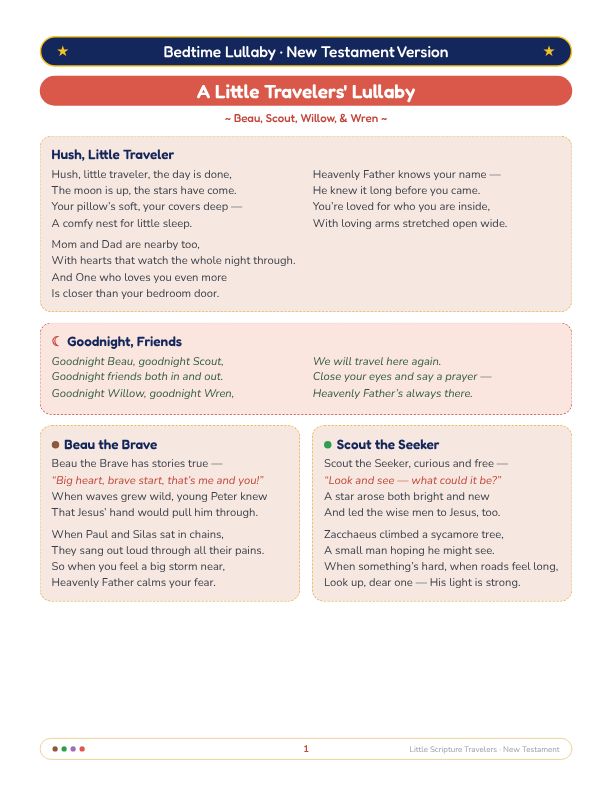 Bedtime Lullaby · New Testament Version
A Little Travelers' Lullaby
~ Beau, Scout, Willow, & Wren ~
Hush, Little Traveler
Hush, little traveler, the day is done,
The moon is up, the stars have come.
Your pillow’s soft, your covers deep —
A comfy nest for little sleep.
Mom and Dad are nearby too,
With hearts that watch the whole night through.
And One who loves you even more
Is closer than your bedroom door.
Heavenly Father knows your name —
He knew it long before you came.
You’re loved for who you are inside,
With loving arms stretched open wide.
Goodnight, Friends
Goodnight Beau, goodnight Scout,
Goodnight friends both in and out.
Goodnight Willow, goodnight Wren,
We will travel here again.
Close your eyes and say a prayer —
Heavenly Father’s always there.
Beau the Brave
Beau the Brave has stories true —
“Big heart, brave start, that’s me and you!”
When waves grew wild, young Peter knew
That Jesus’ hand would pull him through.
When Paul and Silas sat in chains,
They sang out loud through all their pains.
So when you feel a big storm near,
Heavenly Father calms your fear.
Scout the Seeker
Scout the Seeker, curious and free —
“Look and see — what could it be?”
A star arose both bright and new
And led the wise men to Jesus, too.
Zacchaeus climbed a sycamore tree,
A small man hoping he might see.
When something’s hard, when roads feel long,
Look up, dear one — His light is strong.
1
Little Scripture Travelers · New Testament